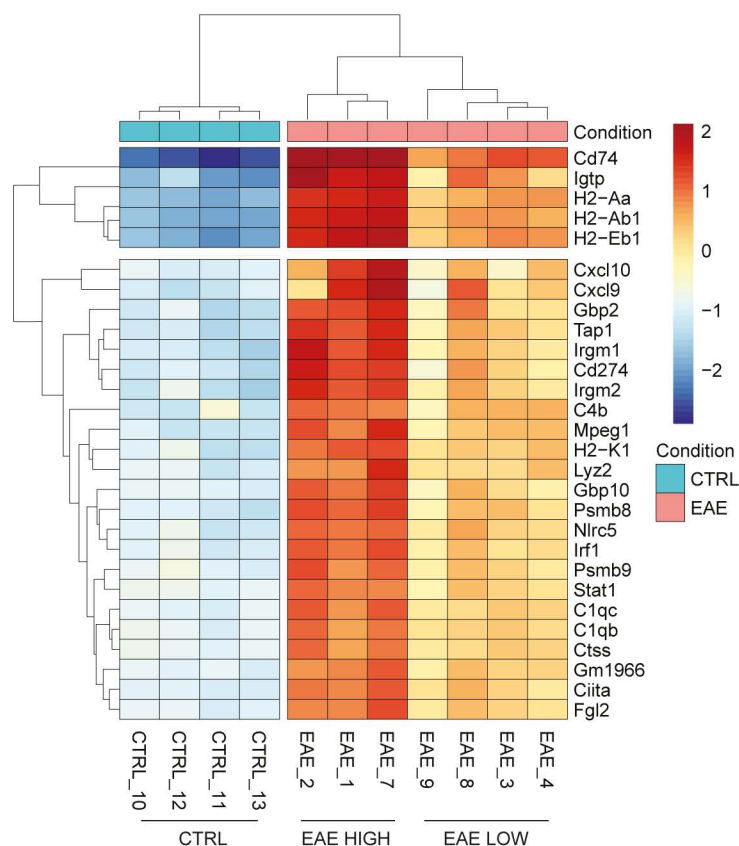 Condition
Cd74
Igtp
H2−Aa
H2−Ab1
H2−Eb1
Cxcl10
Cxcl9
Gbp2
Tap1
Irgm1
Cd274
Irgm2
C4b
Mpeg1
H2−K1
Lyz2
Gbp10
Psmb8
Nlrc5
Irf1
Psmb9
Stat1
C1qc
C1qb
Ctss
Gm1966
Ciita
Fgl2
2
1
0
−1
−2
Condition
CTRL
EAE
CTRL_10
CTRL_12
CTRL_11
CTRL_13
EAE_2
EAE_1
EAE_7
EAE_9
EAE_8
EAE_3
EAE_4
CTRL
EAE HIGH
EAE LOW